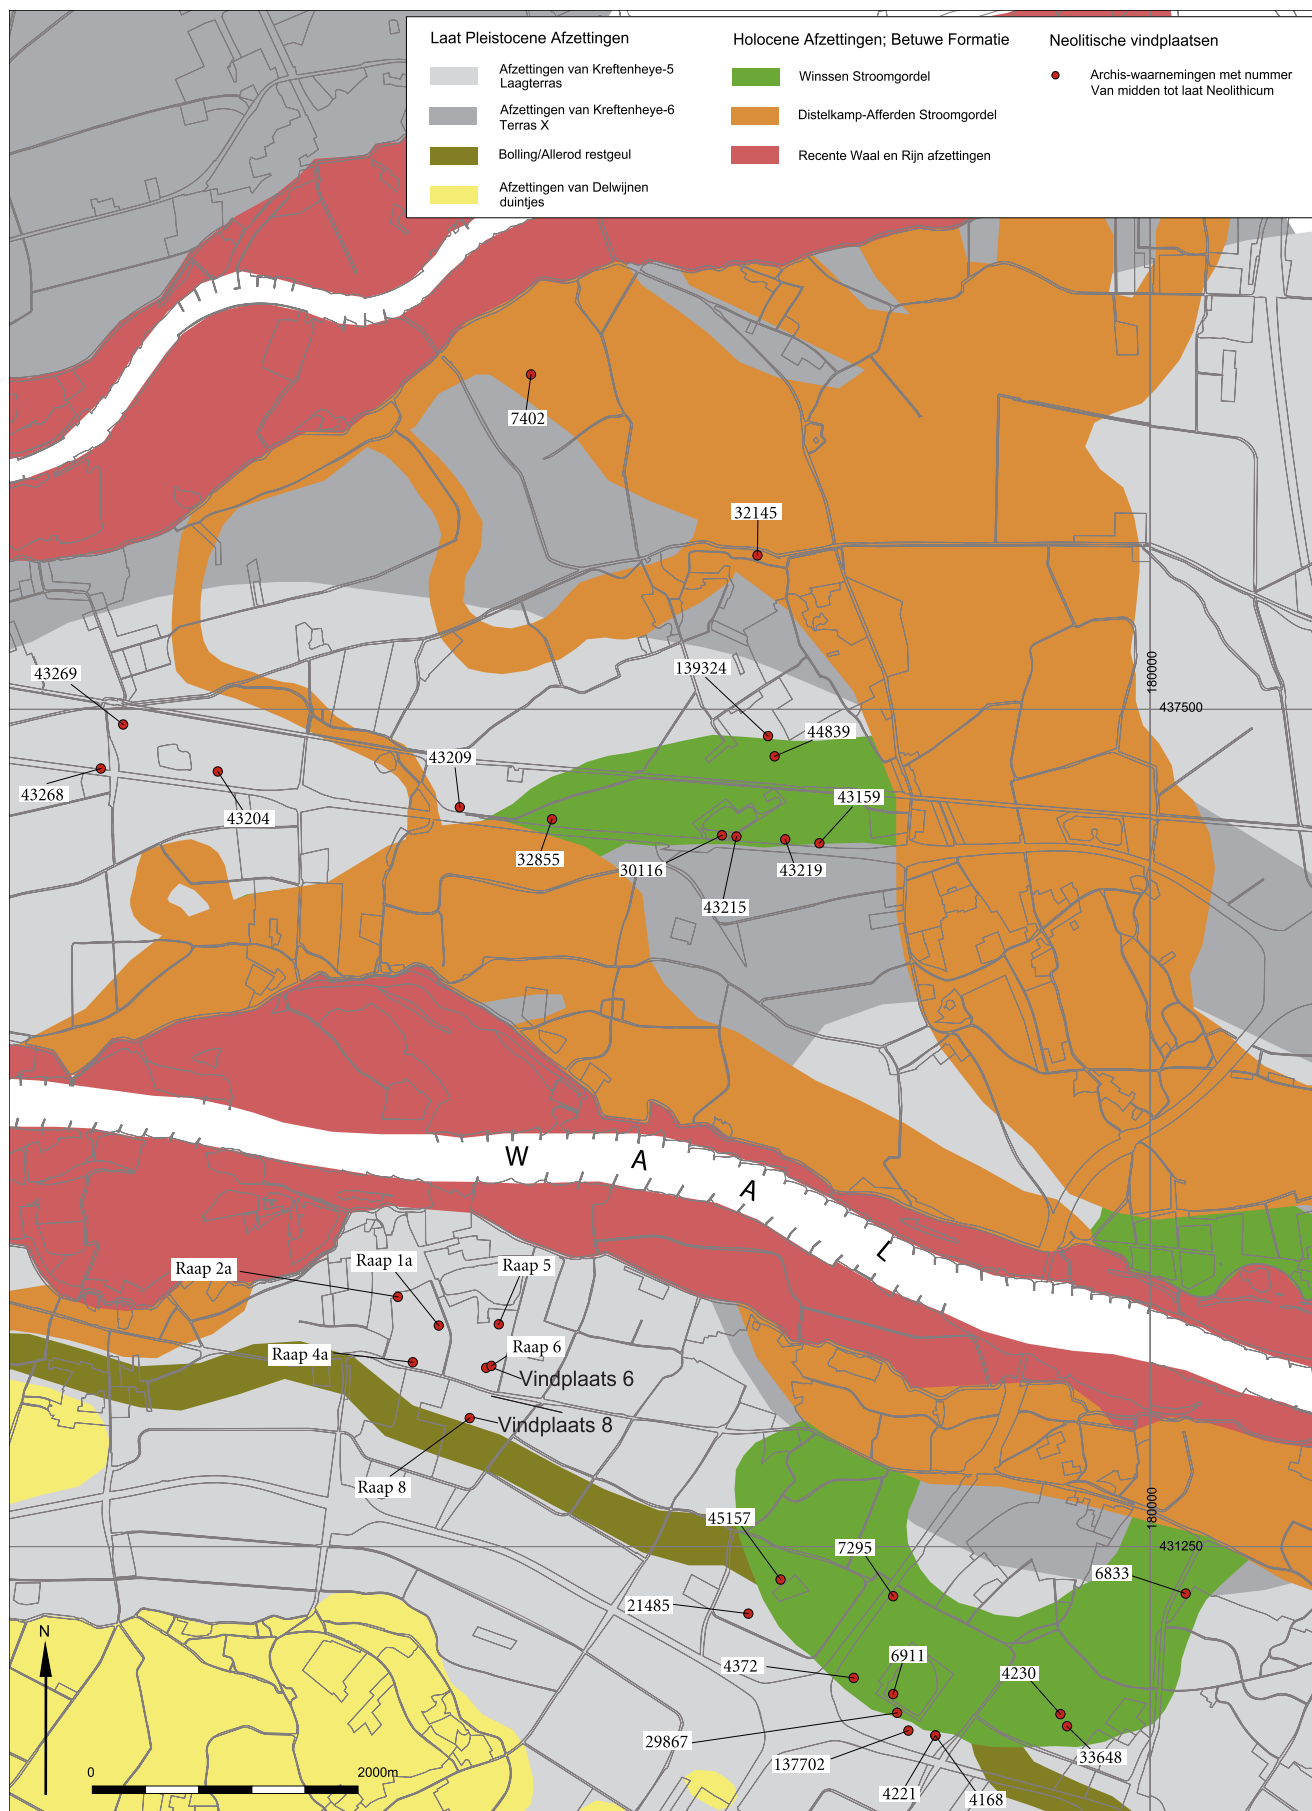 Laat Pleistocene Afzettingen
Afzettingen van Kreftenheye-5
Laagterras
Afzettingen van Kreftenheye-6
Terras X
Bolling/Allerod restgeul
Afzettingen van Delwijnen
duintjes
Holocene Afzettingen; Betuwe Formatie
Winssen Stroomgordel
Distelkamp-Afferden Stroomgordel
Recente Waal en Rijn afzettingen
Neolitische vindplaatsen
Archis-waarnemingen met nummer
Van midden tot laat Neolithicum
7402
32145
43269
139324
180000
437500
44839
43209
43268
43204
43159
32855
30116
43219
43215
W
A
A
L
Raap 2a
Raap 1a
Raap 5
Raap 4a
Raap 6
Vindplaats 6
Vindplaats 8
Raap 8
180000
45157
7295
431250
6833
21485
N
6911
4372
4230
29867
137702
33648
4221
4168
0
2000m